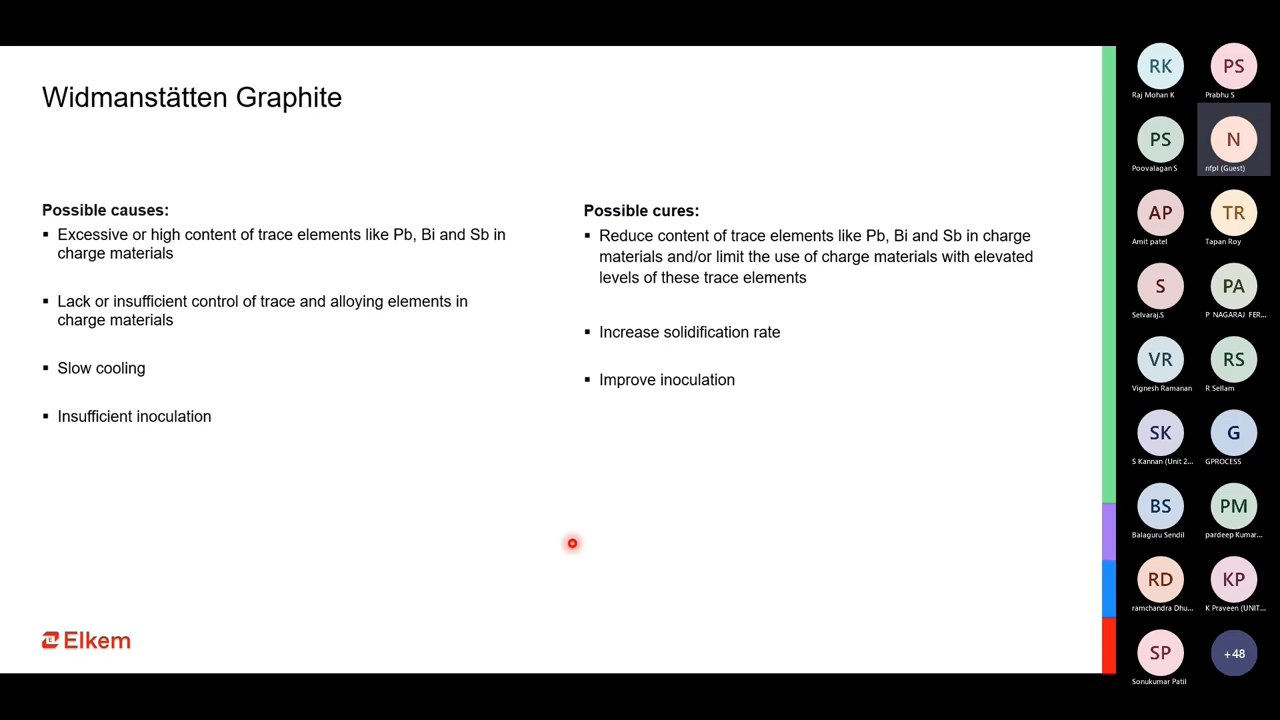 Widmanstätten Graphite
Possible causes:
▪ Excessive or high content of trace elements like Pb, Bi and Sb in
charge materials
▪ Lack or insufficient control of trace and alloying elements in
charge materials
▪ Slow cooling
▪ Insufficient inoculation
Possible cures:
▪ Reduce content of trace elements like Pb, Bi and Sb in charge
materials and/or limit the use of charge materials with elevated
levels of these trace elements
▪ Increase solidification rate
▪ Improve inoculation
Elkem
RK
Raj Mohan K
PS
Prabhu S
PS
Poovalagan S
N
nfpl (Guest)
AP
Amit patel
TR
Tapan Roy
S
Selvaraj.S
PA
P NAGARAJ FER...
VR
Vignesh Ramanan
RS
R Sellam
SK
S Kannan (Unit 2...
G
GPROCESS
BS
Balaguru Sendil
PM
pardeep Kumar...
RD
ramchandra Dhu...
KP
K Praveen (UNIT...
SP
Sonukumar Patil
+48